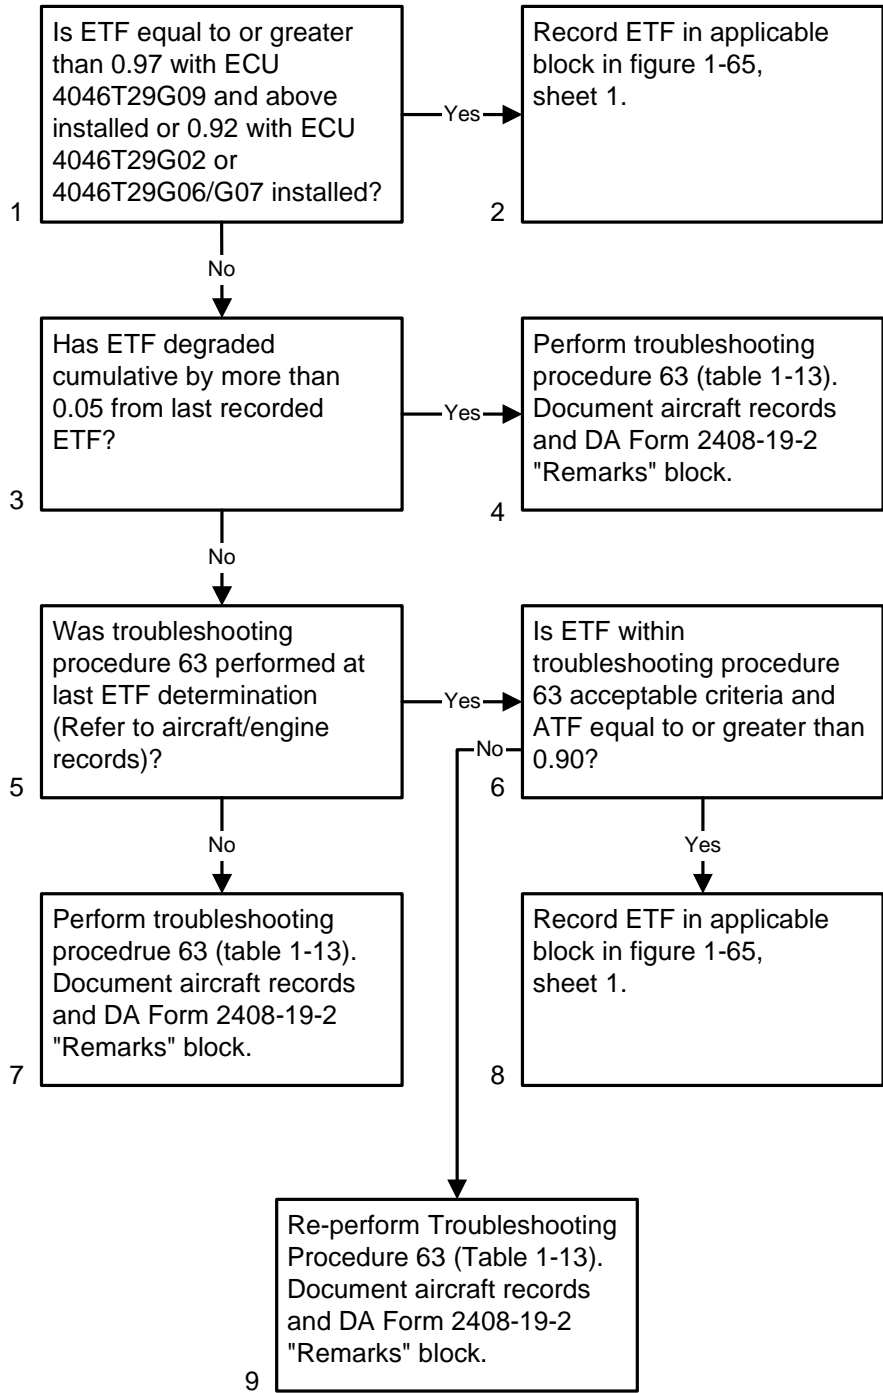 Is ETF equal to or greater
than 0.97 with ECU
4046T29G09 and above
installed or 0.92 with ECU
4046T29G02 or
4046T29G06/G07 installed?
1
Yes
Record ETF in applicable
block in figure 1-65,
sheet 1.
2
No
Has ETF degraded
cumulative by more than
0.05 from last recorded
ETF?
3
Yes
Perform troubleshooting
procedure 63 (table 1-13).
Document aircraft records
and DA Form 2408-19-2
"Remarks" block.
4
No
Was troubleshooting
procedure 63 performed at
last ETF determination
(Refer to aircraft/engine
records)?
5
Yes
Is ETF within
troubleshooting procedure
63 acceptable criteria and
ATF equal to or greater than
0.90?
6
No
No
Yes
Perform troubleshooting
procedrue 63 (table 1-13).
Document aircraft records
and DA Form 2408-19-2
"Remarks" block.
7
Record ETF in applicable
block in figure 1-65,
sheet 1.
8
Re-perform Troubleshooting
Procedure 63 (Table 1-13).
Document aircraft records
and DA Form 2408-19-2
"Remarks" block.
9